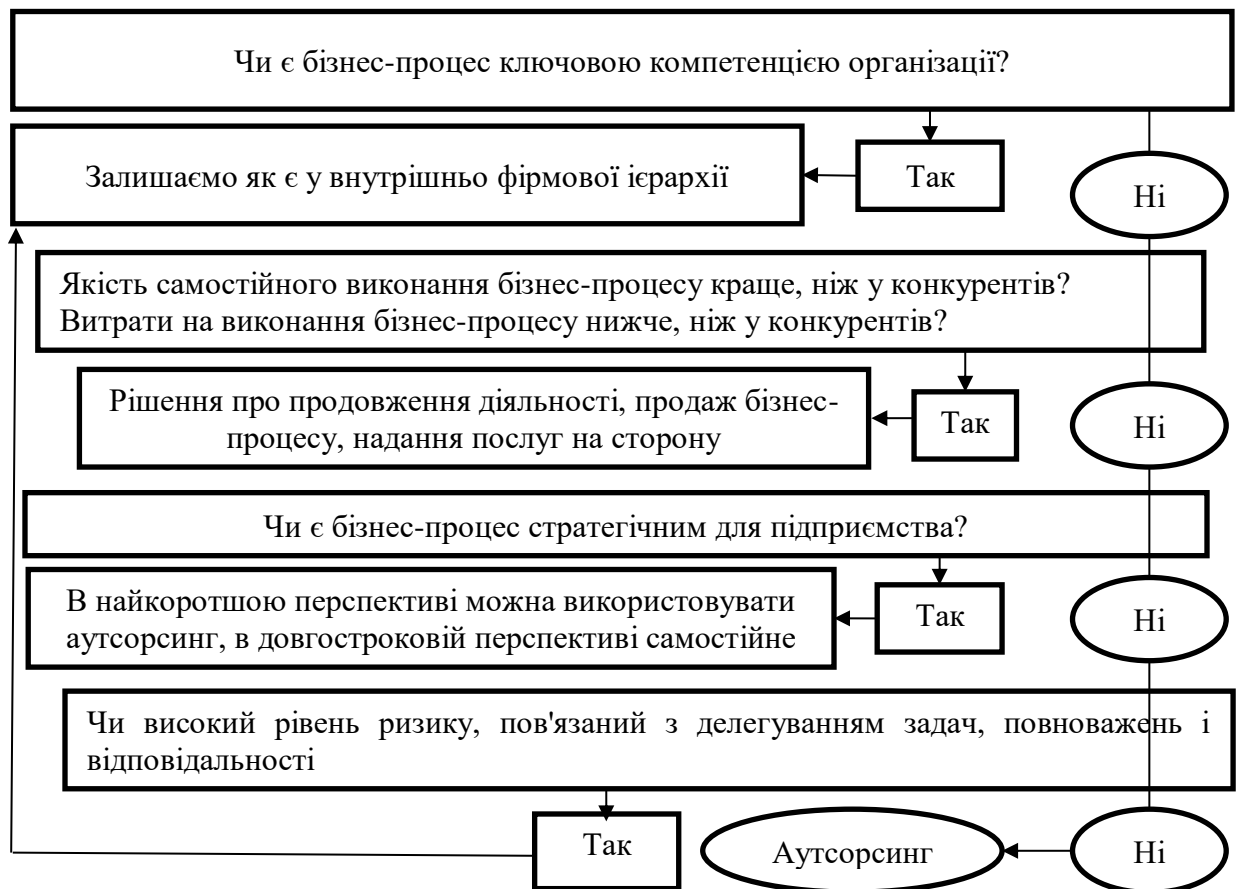 Чи є бізнес-процес ключовою компетенцією організації?
Залишаємо як є у внутрішньо фірмової ієрархії
Так
Ні
Якість самостійного виконання бізнес-процесу краще, ніж у конкурентів?
Витрати на виконання бізнес-процесу нижче, ніж у конкурентів?
Рішення про продовження діяльності, продаж бізнес-
процесу, надання послуг на сторону
Так
Ні
Чи є бізнес-процес стратегічним для підприємства?
В найкоротшою перспективі можна використовувати
аутсорсинг, в довгостроковій перспективі самостійне
Так
Ні
Чи високий рівень ризику, пов'язаний з делегуванням задач, повноважень і
відповідальності
Так
Аутсорсинг
Ні